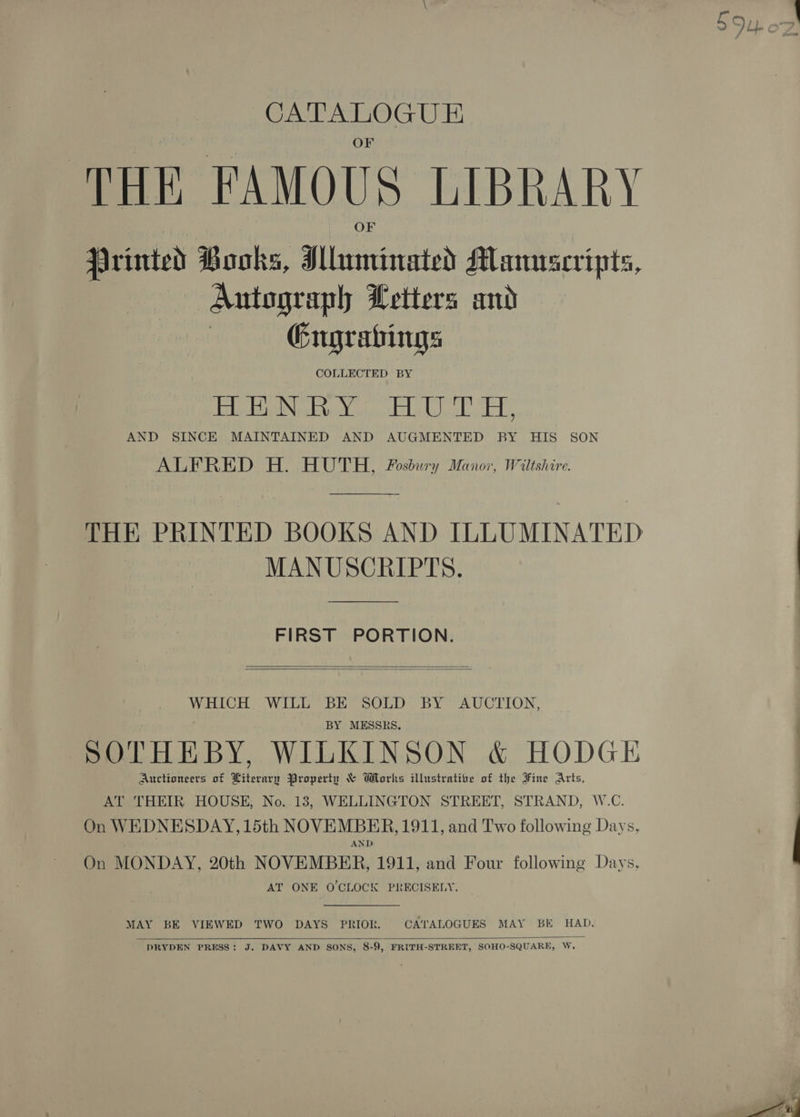 59402
CATALOGUE
OF
THE FAMOUS LIBRARY
OF
Printed Books, Illuminated Manuscripts,
Autograph Letters and
Engravings
COLLECTED BY
HENRY HUTH,
AND SINCE MAINTAINED AND AUGMENTED BY HIS SON
ALFRED H. HUTH, Fosbury Manor, Wiltshire.
THE PRINTED BOOKS AND ILLUMINATED
MANUSCRIPTS.
FIRST PORTION.
WHICH WILL BE SOLD BY AUCTION,
BY MESSRS.
SOTHEBY, WILKINSON & HODGE
Auctioneers of Literary Property & Works illustrative of the Fine Arts,
AT THEIR HOUSE, No. 13, WELLINGTON STREET, STRAND, W.C.
On WEDNESDAY, 15th NOVEMBER, 1911, and Two following Days,
AND
On MONDAY, 20th NOVEMBER, 1911, and Four following Days,
AT ONE O'CLOCK PRECISELY.
MAY BE VIEWED TWO DAYS PRIOR. CATALOGUES MAY BE HAD.
DRYDEN PRESS: J. DAVY AND SONS, 8-9, FRITH-STREET, SOHO-SQUARE, W.